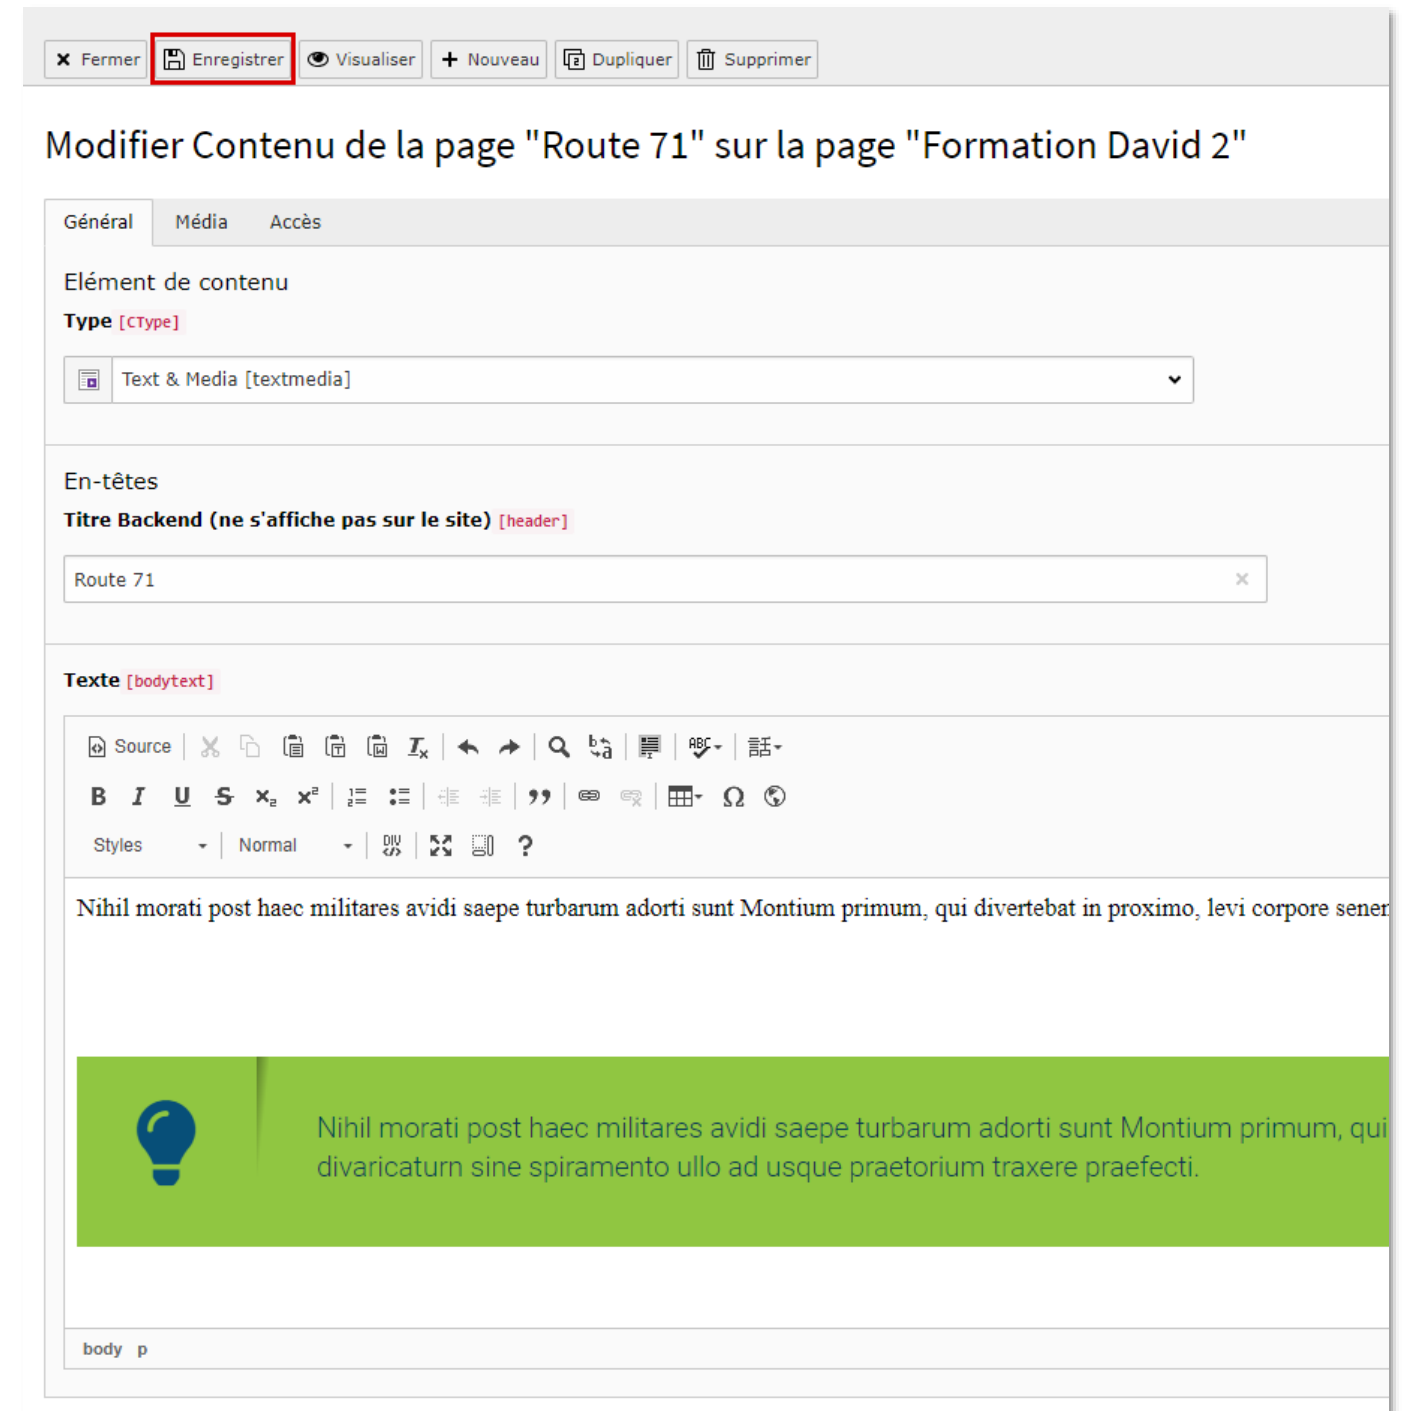 Fermer Enregistrer Visualiser Nouveau Dupliquer Supprimer
Modifier Contenu de la page "Route 71" sur la page "Formation David 2"
Général Média Accès
Elément de contenu
Type [CType]
Text & Media [textmedia]
En-têtes
Titre Backend (ne s'affiche pas sur le site) [header]
Route 71
Texte [bodytext]
Source
Styles Normal
Nihil morati post haec militares avidi saepe turbarum adorti sunt Montium primum, qui divertebat in proximo, levi corpore
Nihil morati post haec militares avidi saepe turbarum adorti sunt Montium primum, qui
divaricaturn sine spiramento ullo ad usque praetorium traxere praefecti.
body p